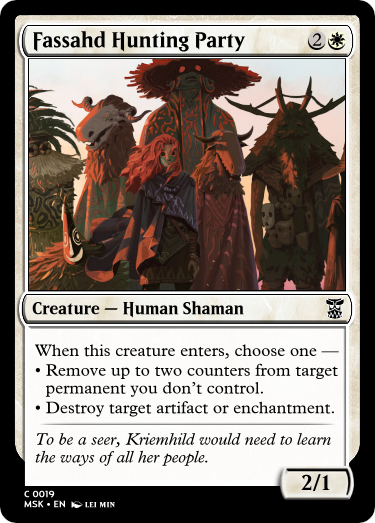 Fassahd Hunting Party 2
Creature — Human Shaman
When this creature enters, choose one —
• Remove up to two counters from target
permanent you don't control.
• Destroy target artifact or enchantment.
To be a seer, Kriemhild would need to learn
the ways of all her people.
2/1
C 0019
MSK • EN LEI MIN